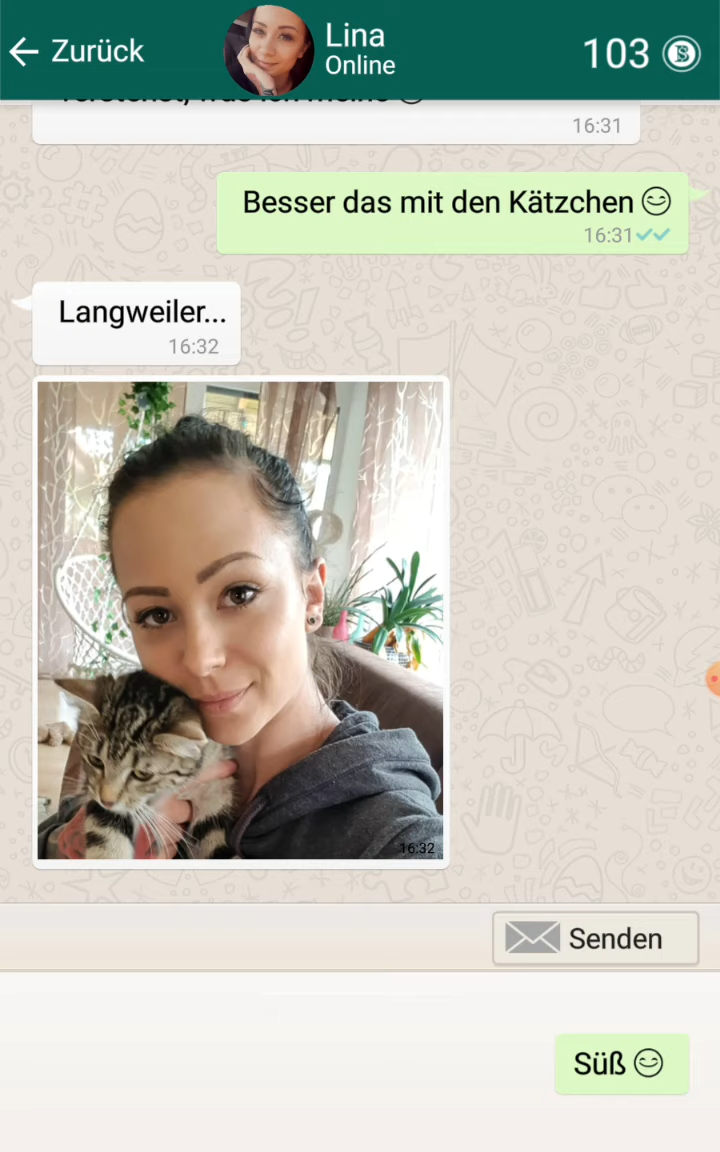 Zurück
Lina
Online
103
16:31
Besser das mit den Kätzchen 😊
16:31
Langweiler...
16:32
16:32
Senden
Süß 😊